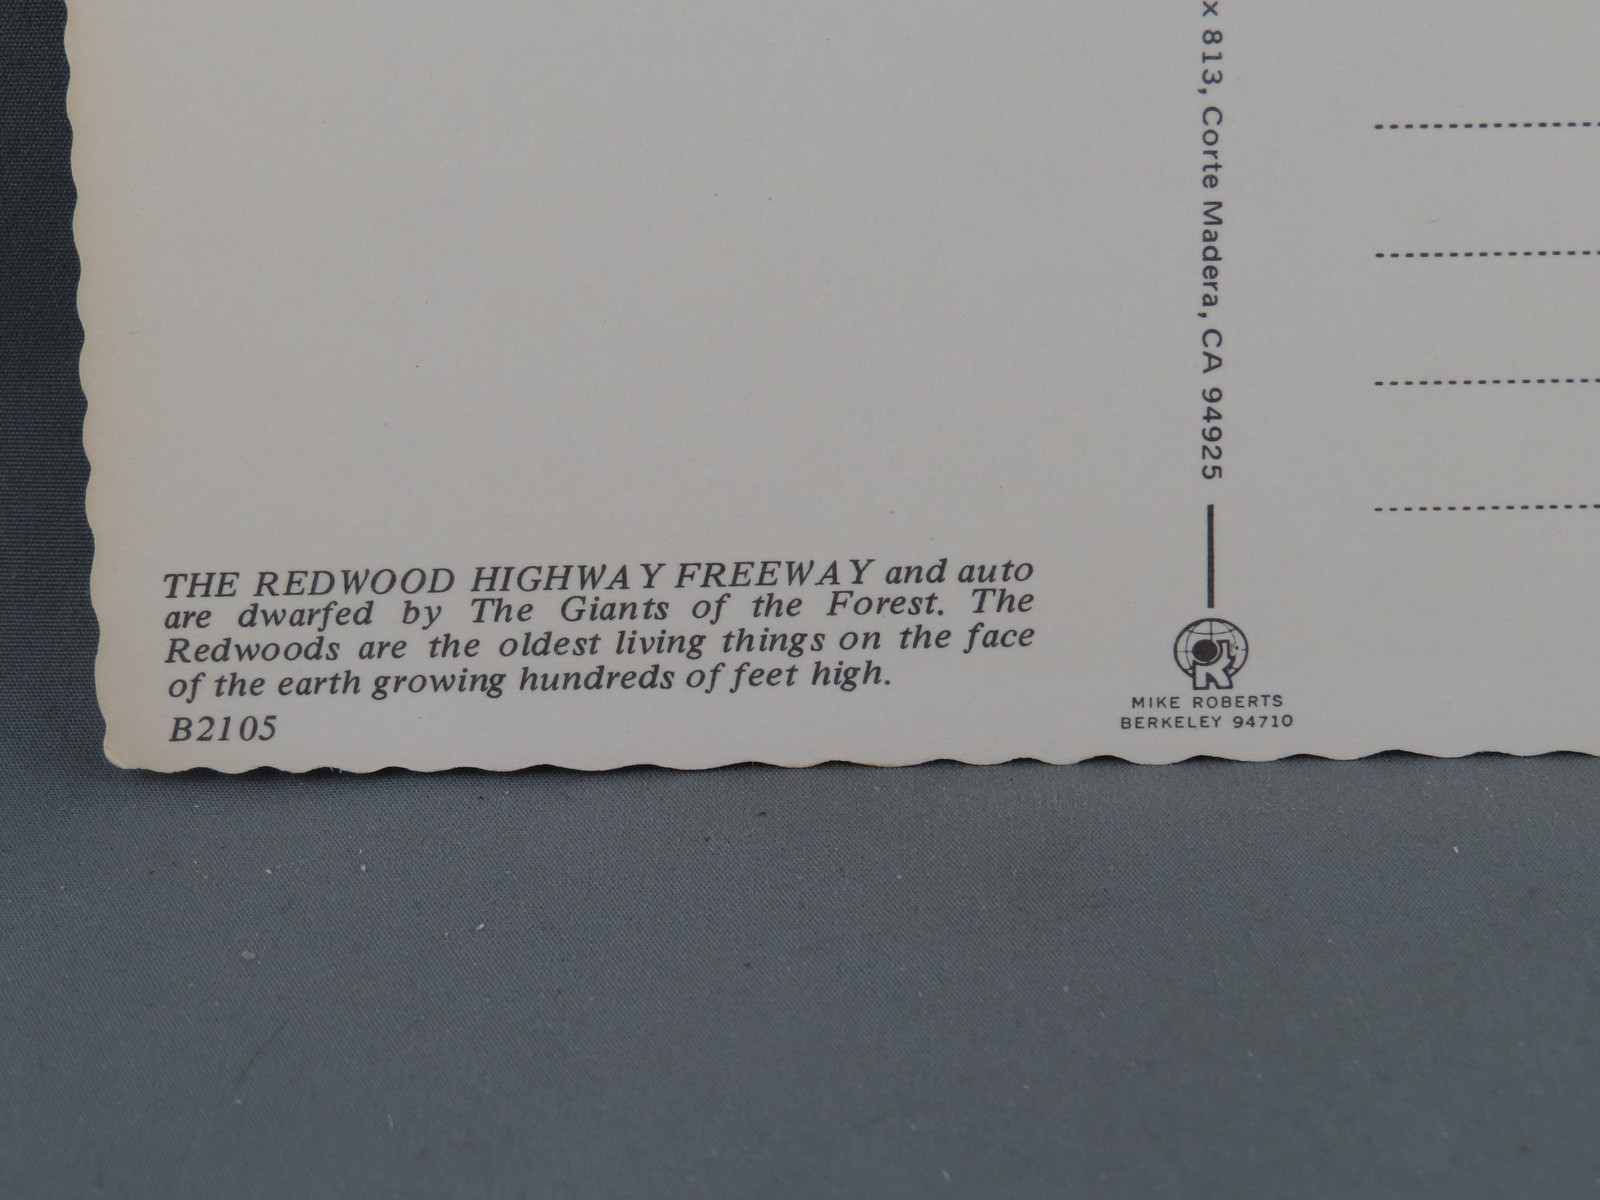 THE REDWOOD HIGHWAY FREEWAY and auto
are dwarfed by The Giants of the Forest. The
Redwoods are the oldest living things on the face
of the earth growing hundreds of feet high.
B2105
x 813, Corte Madera, CA 94925
MIKE ROBERTS
BERKELEY 94710